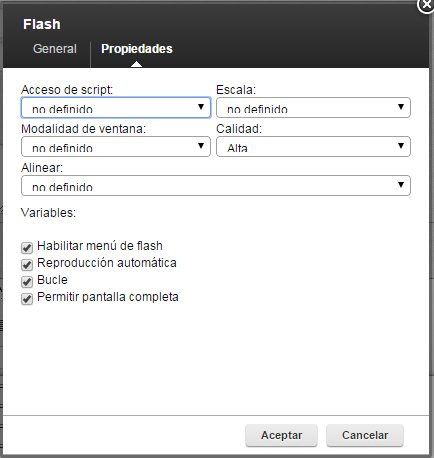 Flash
General Propiedades
Acceso de script: Escala:
no definido no definido
Modalidad de ventana: Calidad:
no definido Alta
Alinear:
no definido
Variables:
Habilitar menú de flash
Reproducción automática
Bucle
Permitir pantalla completa
Aceptar Cancelar